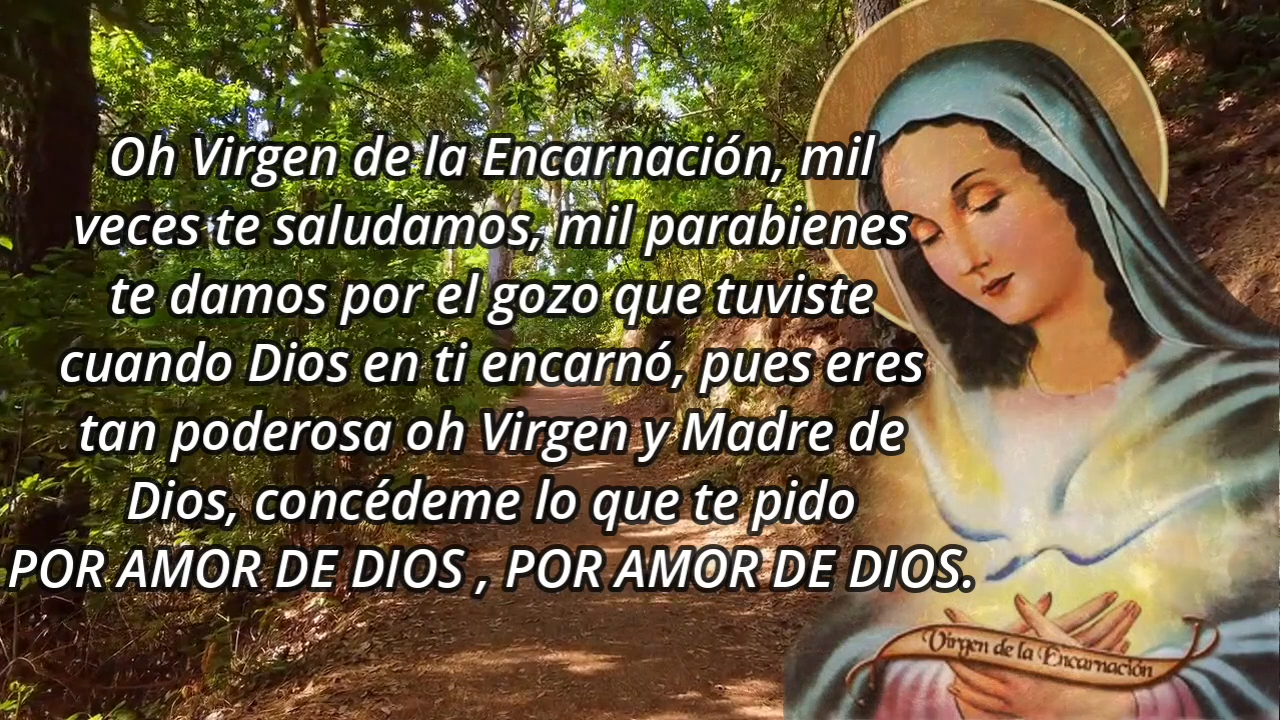 Oh Virgen de la Encarnación, mil
veces te saludamos, mil parabienes
te damos por el gozo que tuviste
cuando Dios en ti encarnó, pues eres
tan poderosa oh Virgen y Madre de
Dios, concédeme lo que te pido
POR AMOR DE DIOS , POR AMOR DE DIOS.
Virgen de la Encarnación